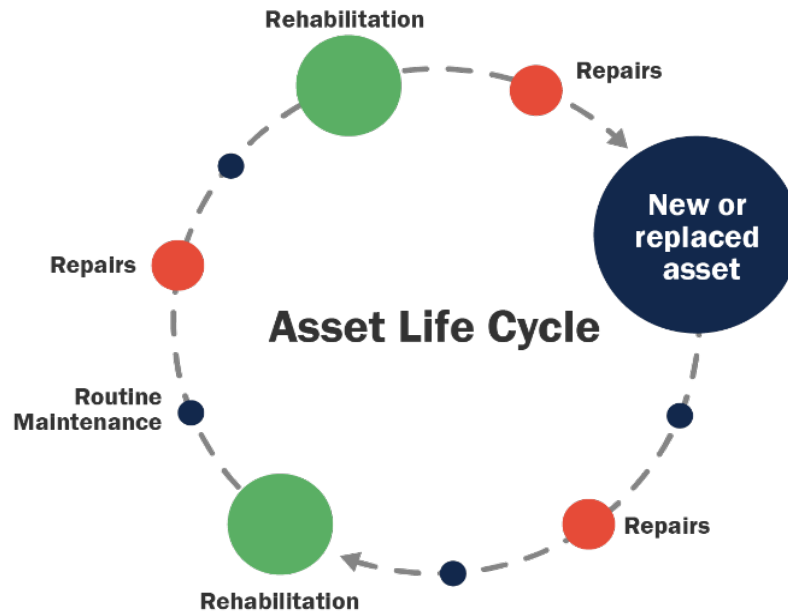 Rehabilitation
Repairs
New or
replaced
asset
Repairs
Asset Life Cycle
Routine
Maintenance
Repairs
Rehabilitation